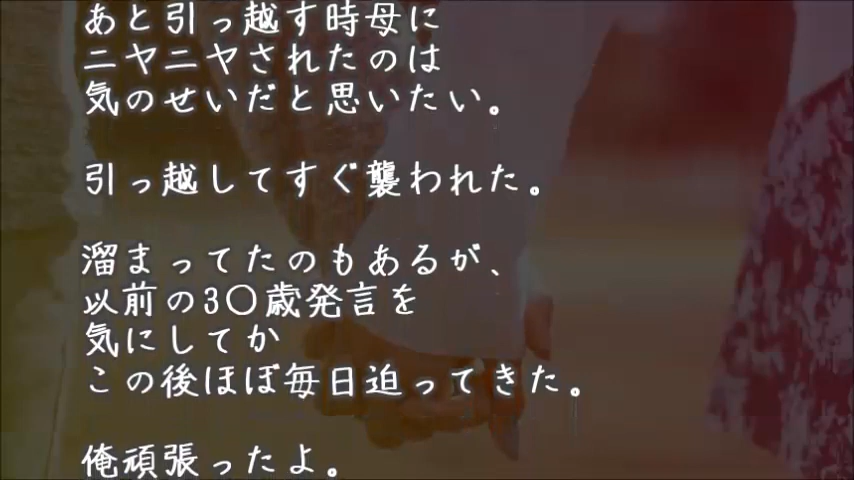 あと引っ越す時母に
ニヤニヤされたのは
気のせいだと思いたい。
引っ越してすぐ襲われた。
溜まってたのもあるが、
以前の3〇歳発言を
気にしてか
この後ほぼ毎日迫ってきた。
俺頑張ったよ。